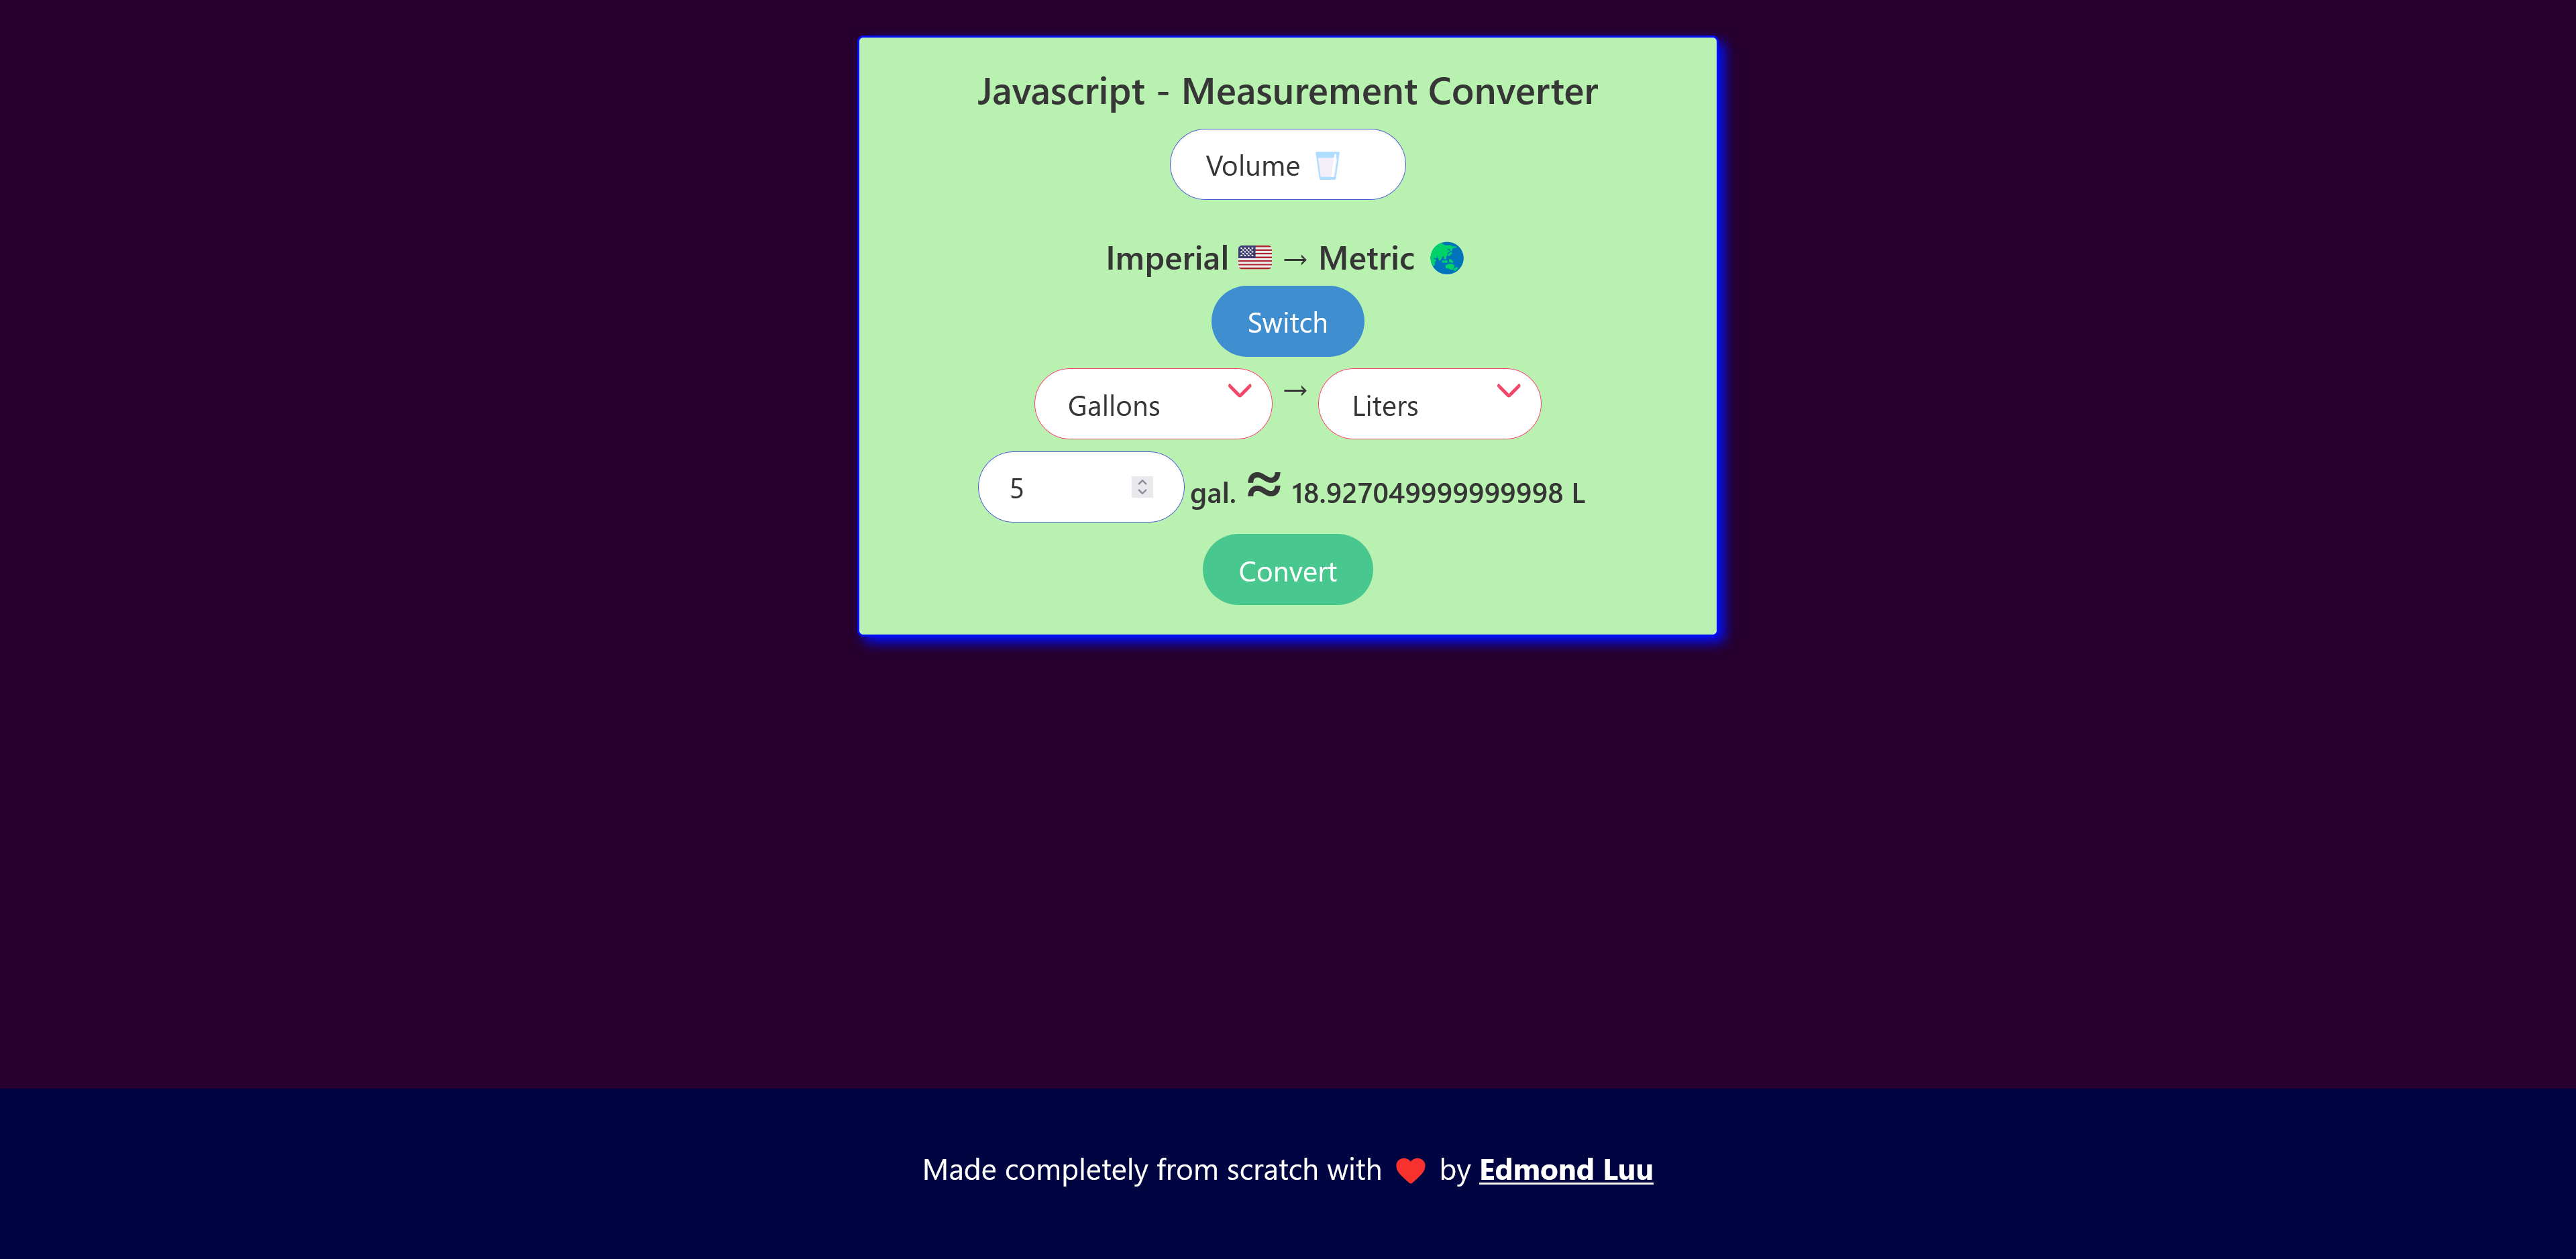 Javascript - Measurement Converter
Volume 🥛
Imperial 🇺🇸 → Metric 🌏
Switch
Gallons → Liters
5 gal. ≈ 18.927049999999998 L
Convert
Made completely from scratch with ❤️ by Edmond Luu